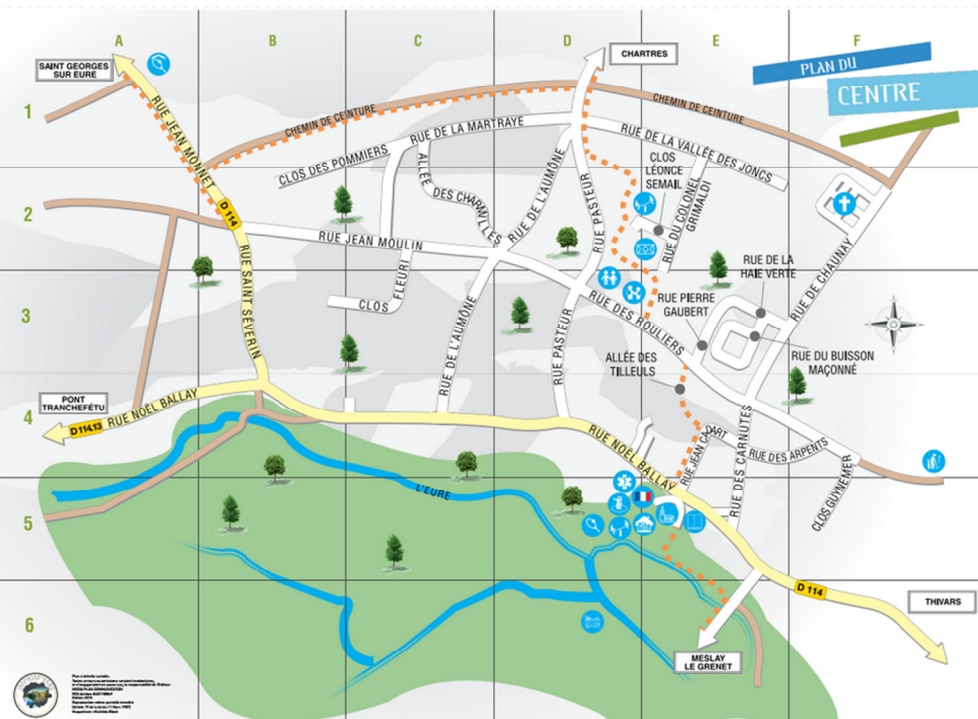 A
B
C
D
E
F
1
2
3
4
5
6
PLAN DU
CENTRE
SAINT GEORGES
SUR EURE
CHARTRES
RUE JEAN MONNET
CHEMIN DE CEINTURE
CHEMIN DE CEINTURE
RUE DE LA MARTRAYE
RUE DE LA VALLÉE DES JONCS
CLOS DES POMMIERS
ALLÉE
DES CHARMILLES
RUE DE L'AUMÔNE
RUE PASTEUR
CLOS
LÉONCE
SEMAIL
RUE DU COLONEL
GRIMALDI
D 114
RUE JEAN MOULIN
RUE SAINT SÉVERIN
CLOS
FLEURI
RUE DE L'AUMÔNE
RUE PASTEUR
RUE DES ROULIERS
RUE DE LA
HAIE VERTE
RUE PIERRE
GAUBERT
RUE DE CHAUNAY
RUE DU BUISSON
MAÇONNÉ
ALLÉE DES
TILLEULS
PONT
TRANCHEFÉTU
D114.13
RUE NOËL BALLAY
RUE NOËL BALLAY
RUE JEAN CASSART
RUE DES CARNUTES
RUE DES ARPENTS
CLOS GUYNEMER
L'EURE
Gîte
D 114
THIVARS
MESLAY
LE GRENET